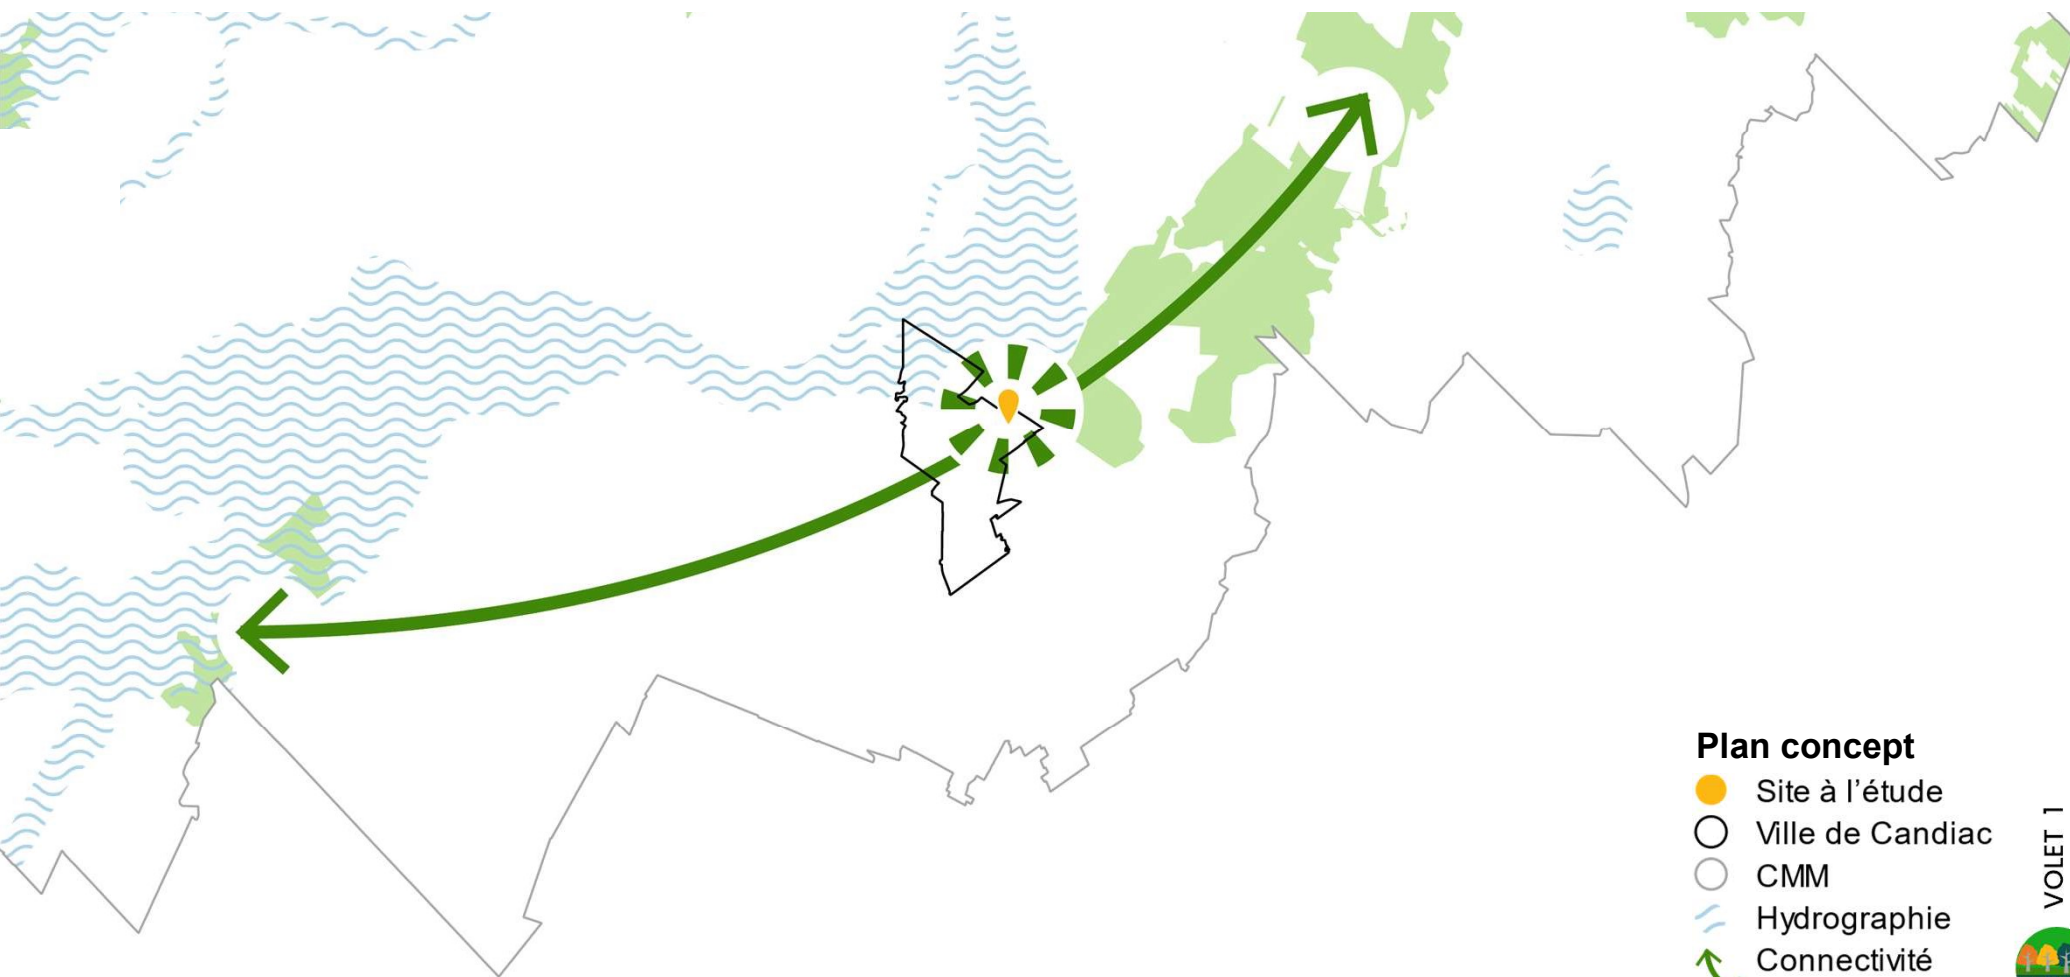 Plan concept
Site à l’étude
Ville de Candiac
CMM
Hydrographie
Connectivité
VOLET 1